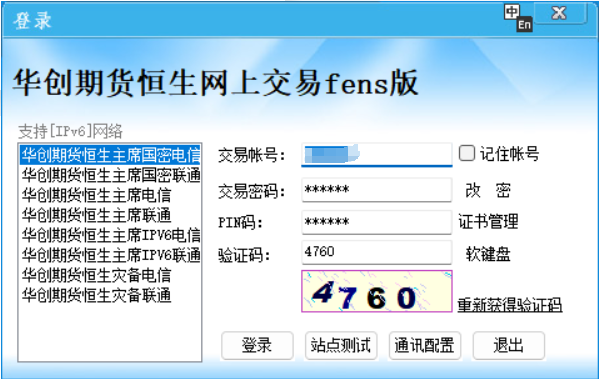 登录
中
En
华创期货恒生网上交易fens版
支持[IPv6]网络
华创期货恒生主席国密电信
华创期货恒生主席国密联通
华创期货恒生主席电信
华创期货恒生主席联通
华创期货恒生主席IPV6电信
华创期货恒生主席IPV6联通
华创期货恒生灾备电信
华创期货恒生灾备联通
交易帐号：
记住帐号
交易密码： ******
改 密
PIN码： ******
证书管理
验证码： 4760
软键盘
4760
重新获得验证码
登录
站点测试
通讯配置
退出